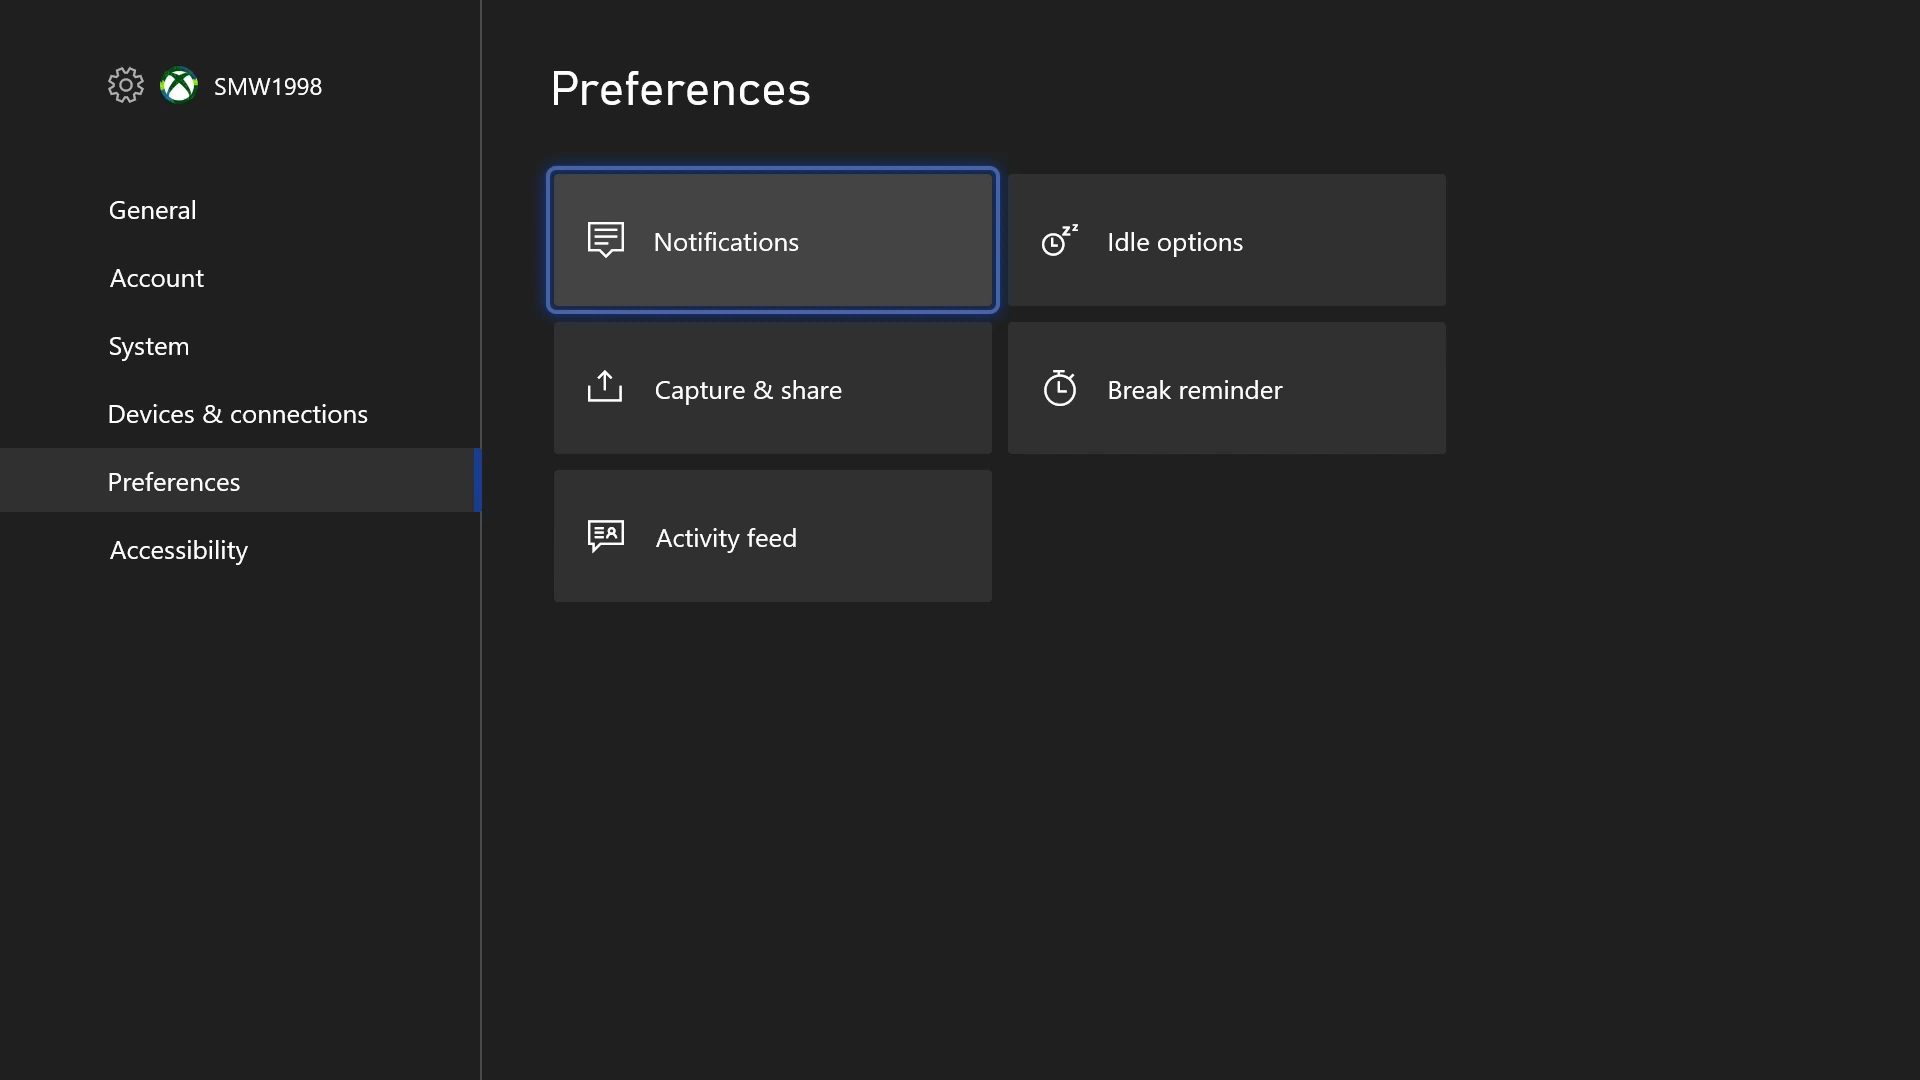 SMW1998
General
Account
System
Devices & connections
Preferences
Accessibility
Preferences
Notifications
Idle options
Capture & share
Break reminder
Activity feed